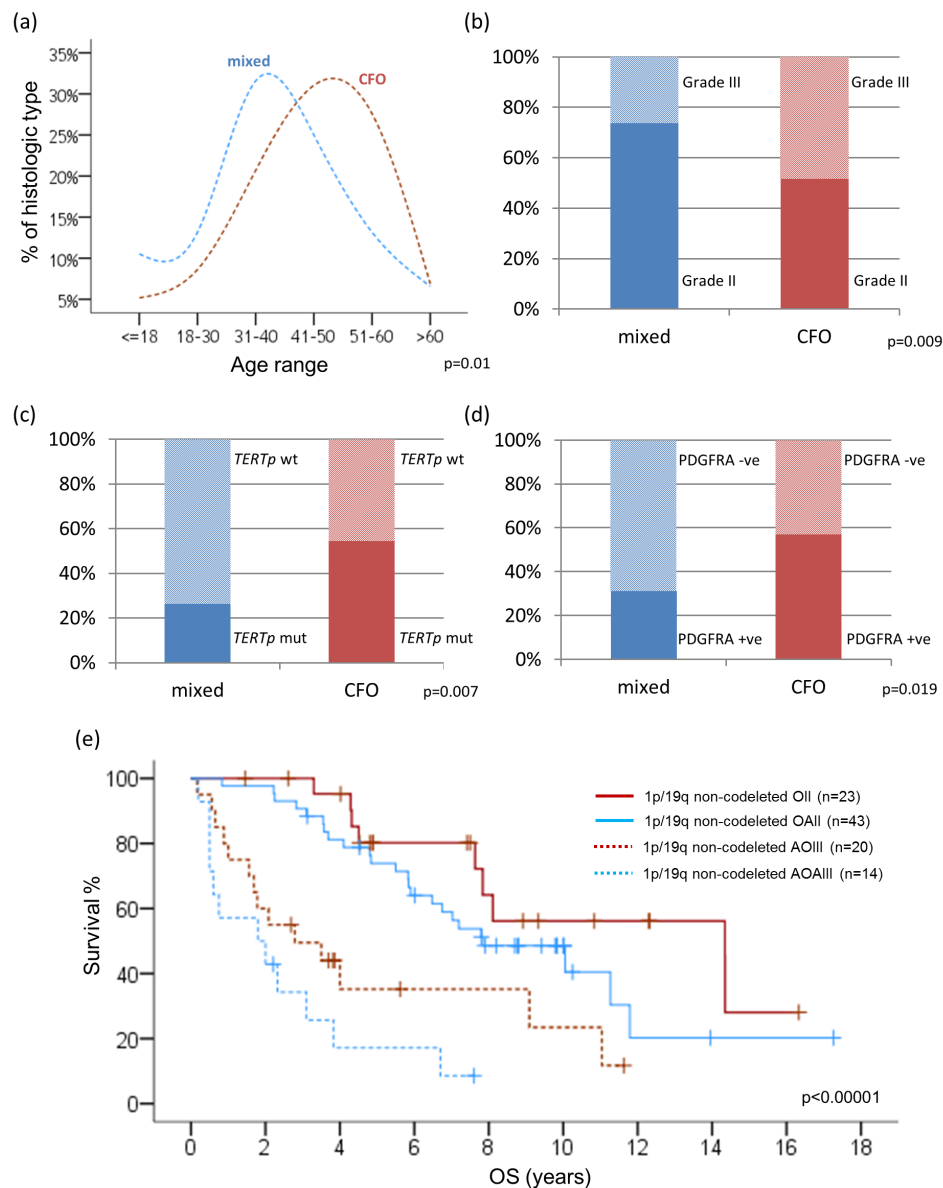 (a)
35%
30%
25%
20%
15%
10%
5%
% of histologic type
mixed
CFO
<=18 18-30 31-40 41-50 51-60 >60
Age range
p=0.01
(b)
100%
80%
60%
40%
20%
0%
Grade III
Grade III
Grade II
Grade II
mixed CFO
p=0.009
(c)
100%
80%
60%
40%
20%
0%
TERTp wt
TERTp wt
TERTp mut
TERTp mut
mixed CFO
p=0.007
(d)
100%
80%
60%
40%
20%
0%
PDGFRA -ve
PDGFRA -ve
PDGFRA +ve
PDGFRA +ve
mixed CFO
p=0.019
(e)
100
80
60
40
20
0
Survival %
1p/19q non-codeleted OII (n=23)
1p/19q non-codeleted OAII (n=43)
1p/19q non-codeleted AOIII (n=20)
1p/19q non-codeleted AOAIII (n=14)
p<0.00001
0 2 4 6 8 10 12 14 16 18
OS (years)